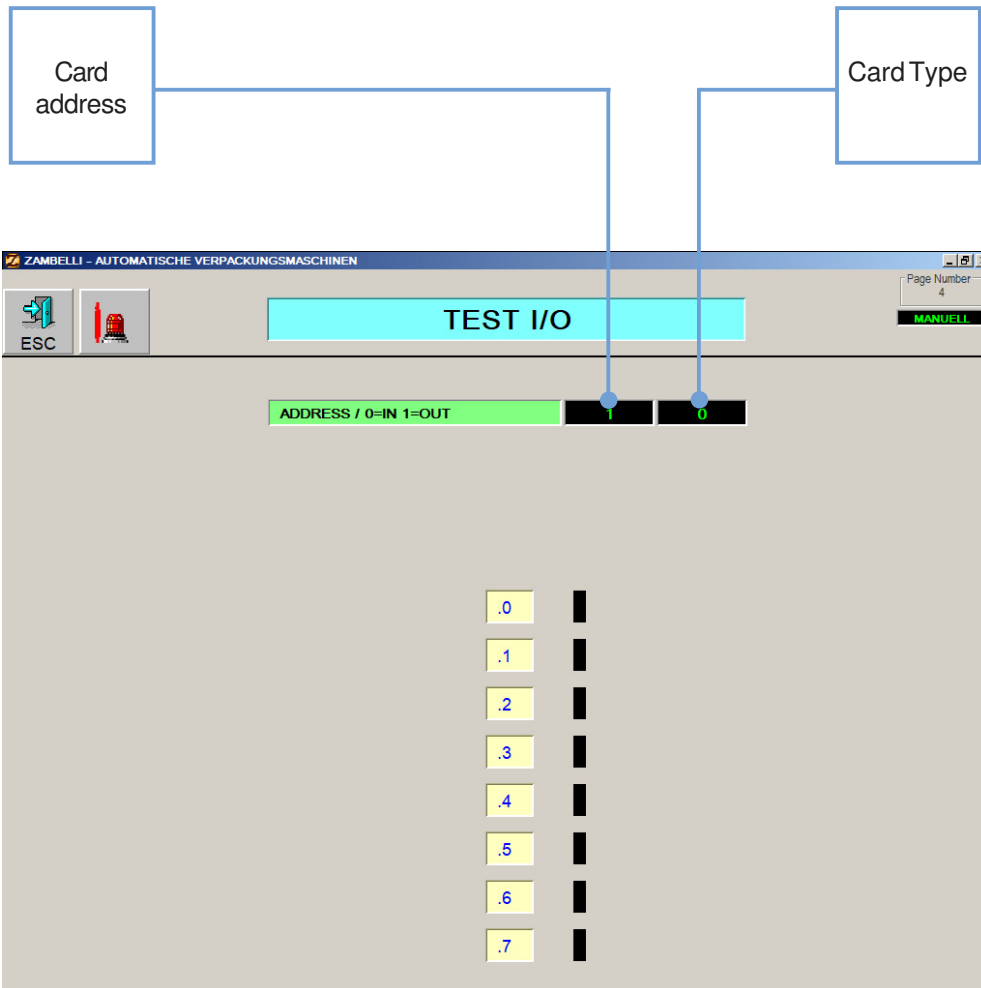 Card
address
Card Type
ZAMBELLI - AUTOMATISCHE VERPACKUNGSMASCHINEN
Page Number
4
MANUELL
ESC
TEST I/O
ADDRESS / 0=IN 1=OUT
1
0
.0
.1
.2
.3
.4
.5
.6
.7